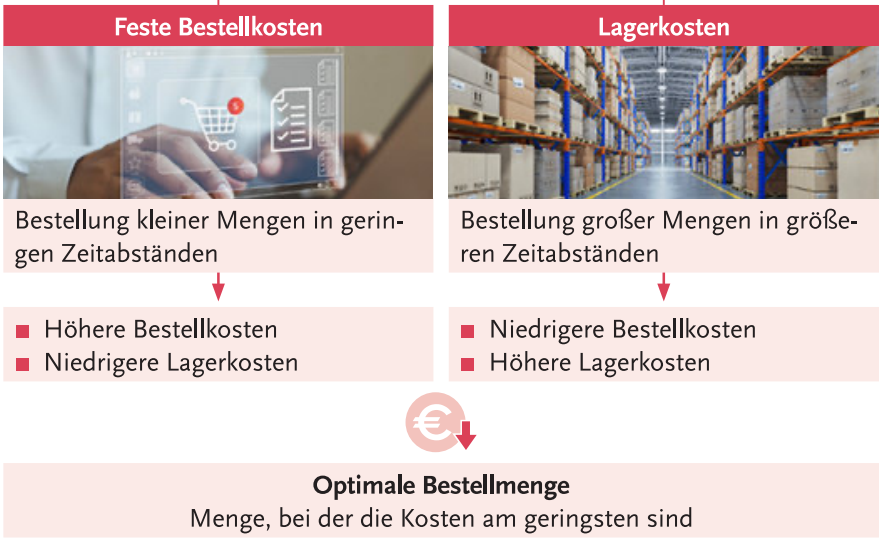 Feste Bestellkosten
5
Bestellung kleiner Mengen in gerin-
gen Zeitabständen
■ Höhere Bestellkosten
■ Niedrigere Lagerkosten
Lagerkosten
Bestellung großer Mengen in größe-
ren Zeitabständen
■ Niedrigere Bestellkosten
■ Höhere Lagerkosten
€
Optimale Bestellmenge
Menge, bei der die Kosten am geringsten sind